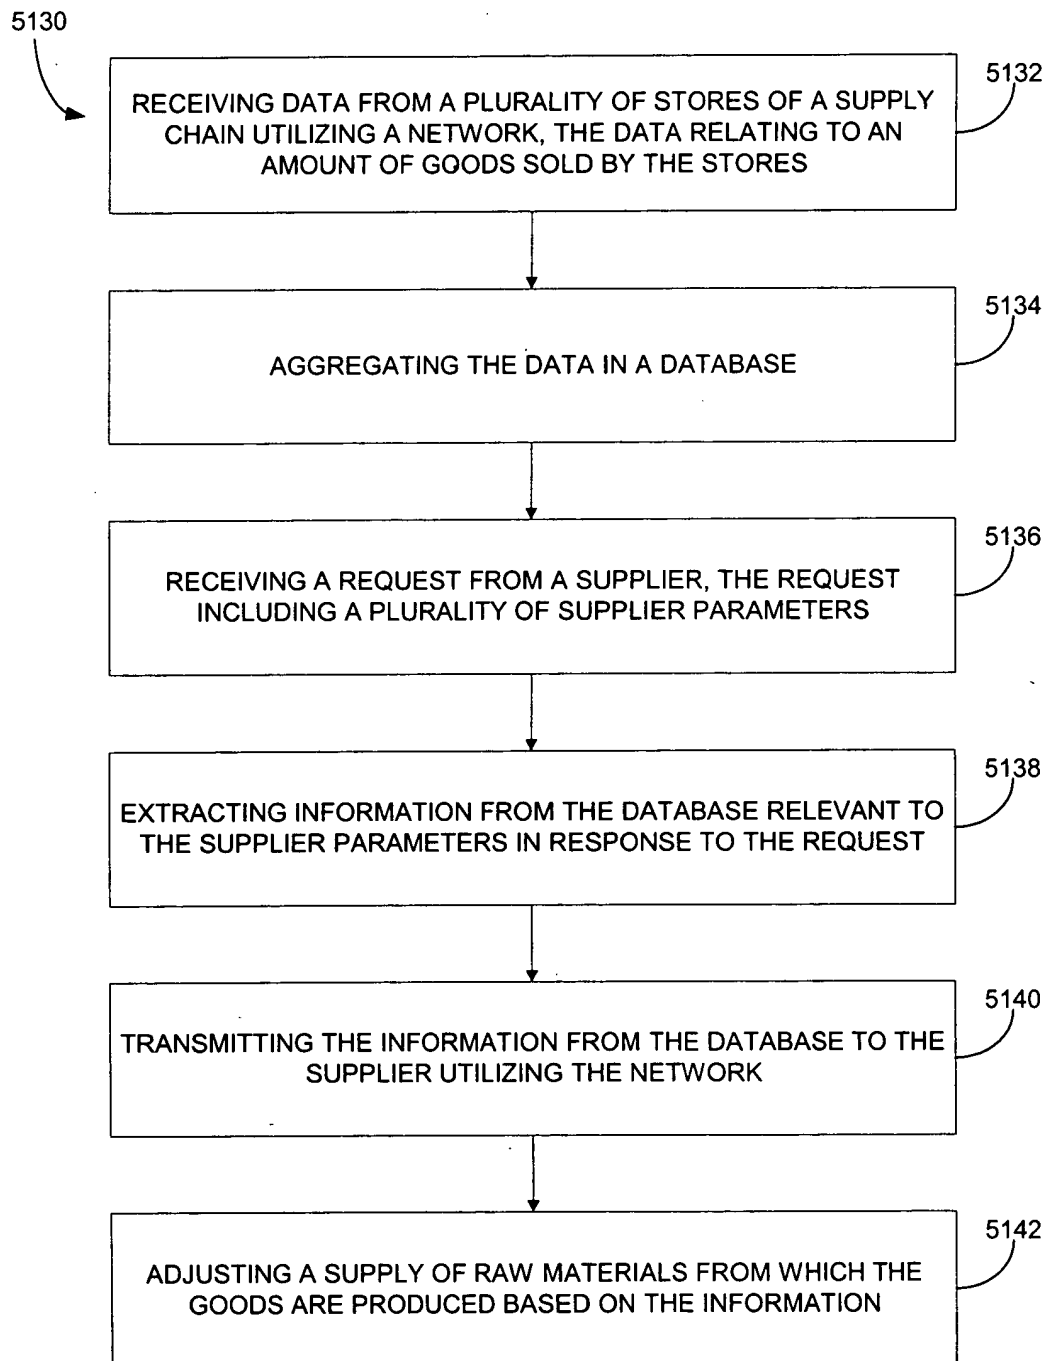 5130
5132
RECEIVING DATA FROM A PLURALITY OF STORES OF A SUPPLY
CHAIN UTILIZING A NETWORK, THE DATA RELATING TO AN
AMOUNT OF GOODS SOLD BY THE STORES
5134
AGGREGATING THE DATA IN A DATABASE
5136
RECEIVING A REQUEST FROM A SUPPLIER, THE REQUEST
INCLUDING A PLURALITY OF SUPPLIER PARAMETERS
5138
EXTRACTING INFORMATION FROM THE DATABASE RELEVANT TO
THE SUPPLIER PARAMETERS IN RESPONSE TO THE REQUEST
5140
TRANSMITTING THE INFORMATION FROM THE DATABASE TO THE
SUPPLIER UTILIZING THE NETWORK
5142
ADJUSTING A SUPPLY OF RAW MATERIALS FROM WHICH THE
GOODS ARE PRODUCED BASED ON THE INFORMATION